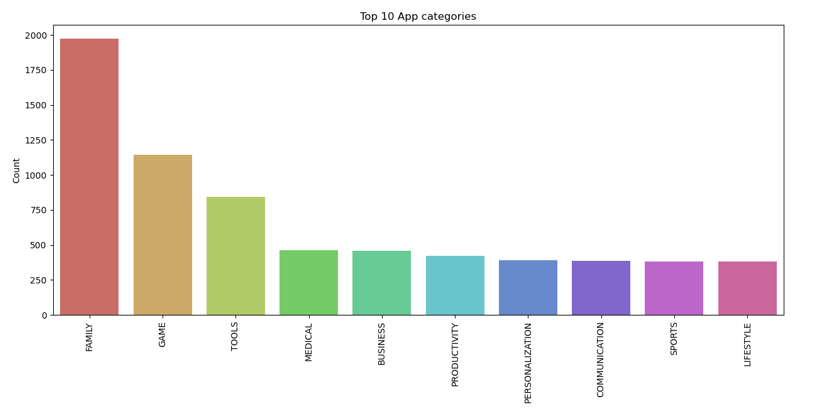 Top 10 App categories
Count
2000
1750
1500
1250
1000
750
500
250
0
FAMILY
GAME
TOOLS
MEDICAL
BUSINESS
PRODUCTIVITY
PERSONALIZATION
COMMUNICATION
SPORTS
LIFESTYLE